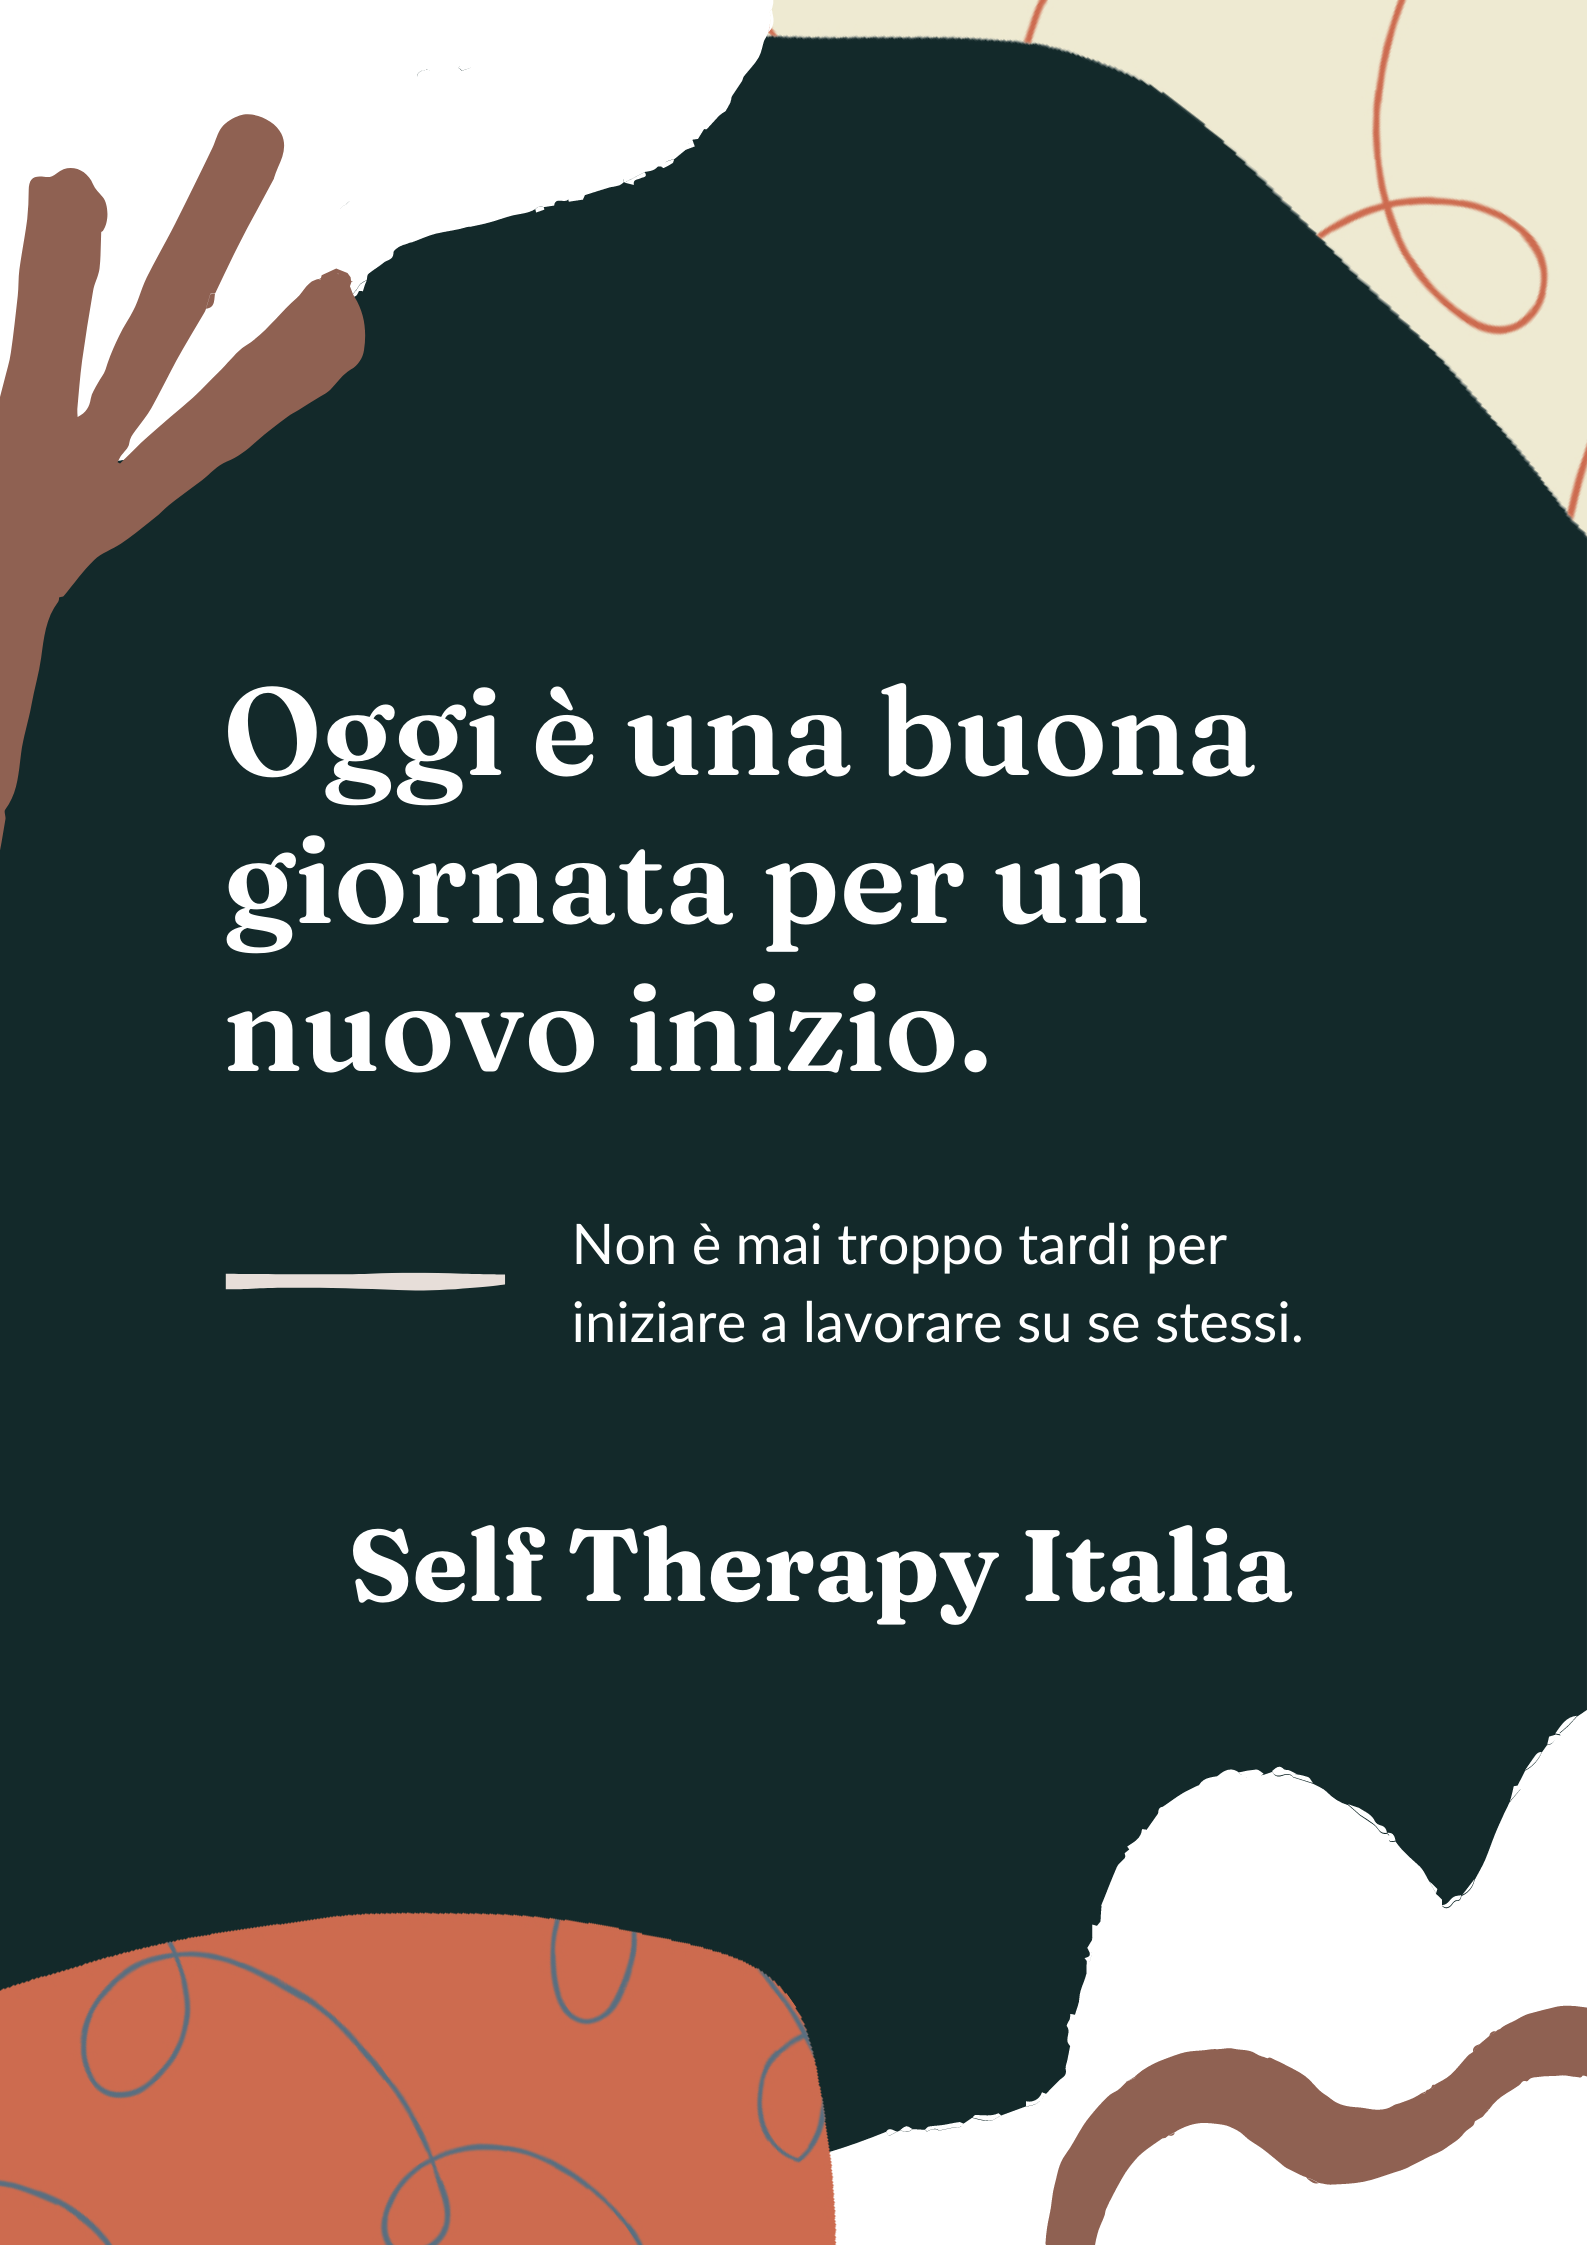 Oggi è una buona
giornata per un
nuovo inizio.
Non è mai troppo tardi per
iniziare a lavorare su se stessi.
Self Therapy Italia